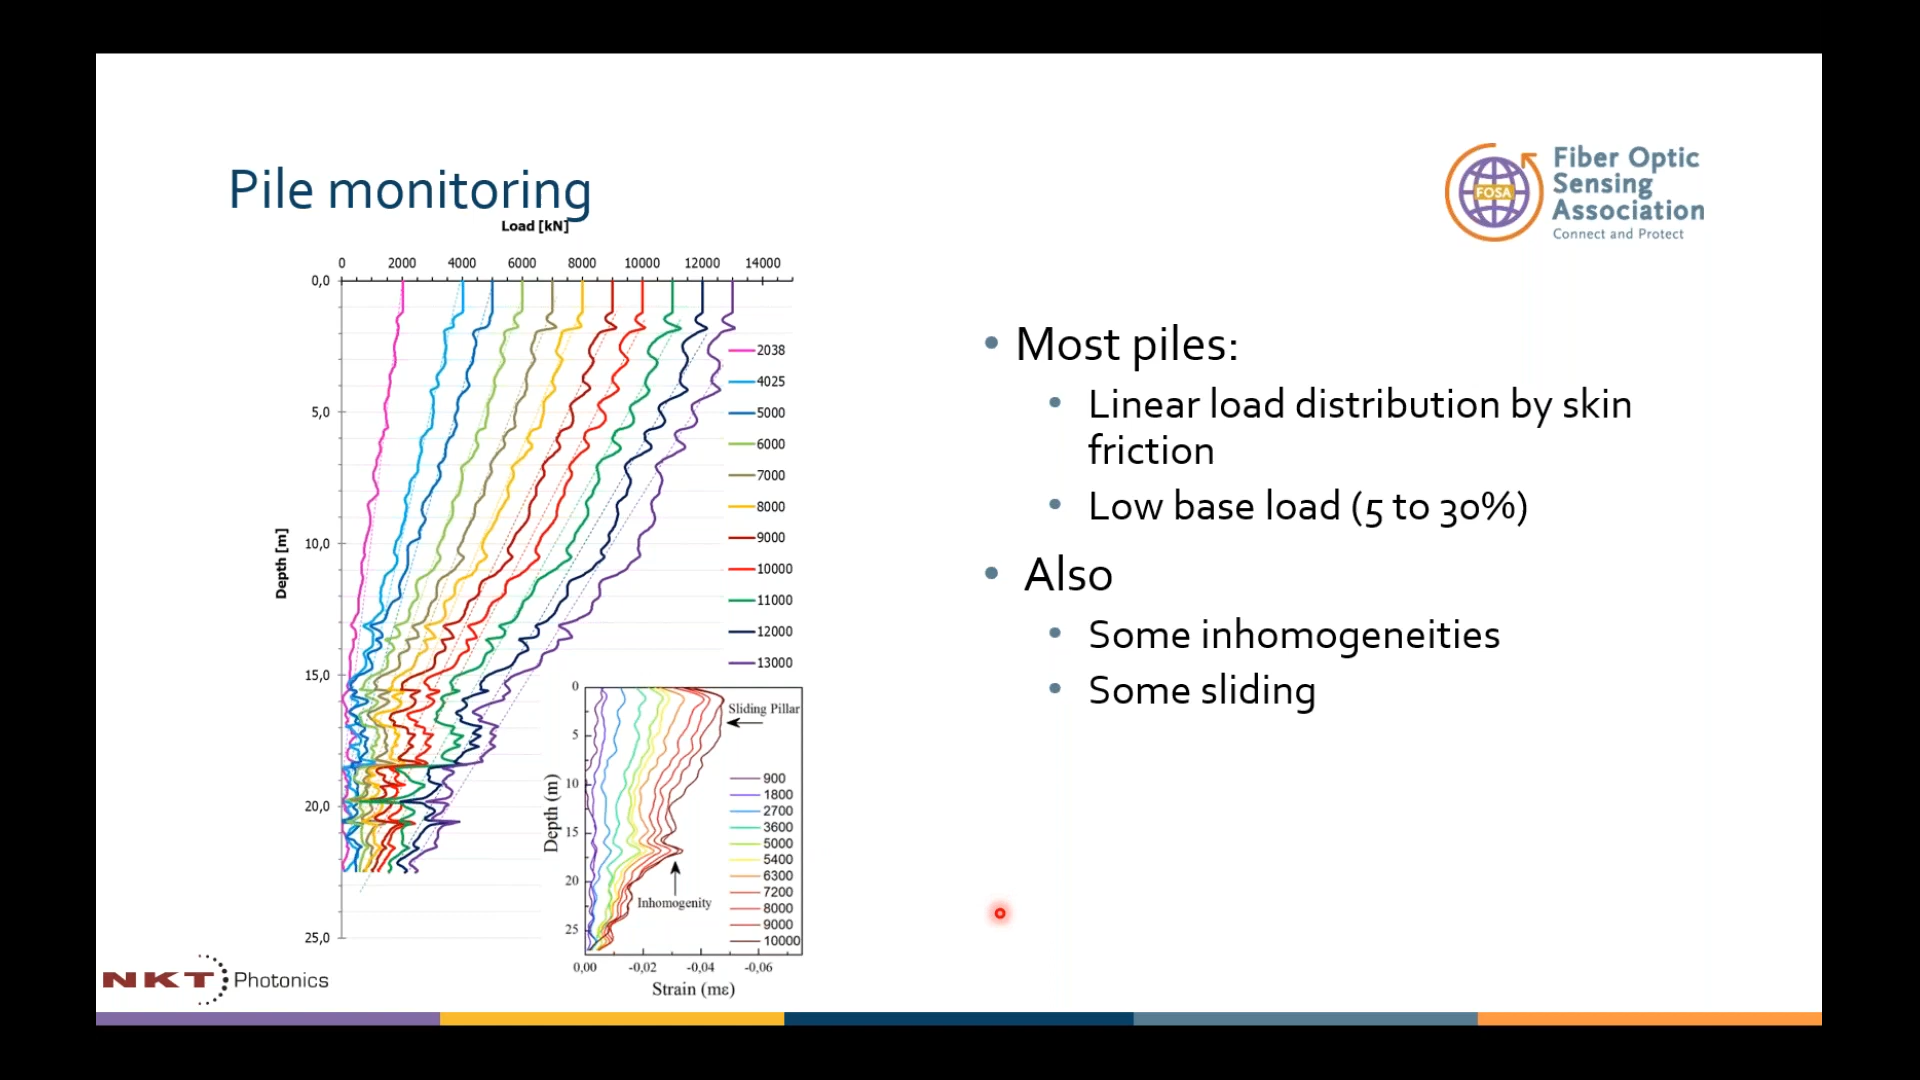 Pile monitoring
Fiber Optic
Sensing
Association
Connect and Protect
FOSA
Load [kN]
0 2000 4000 6000 8000 10000 12000 14000
0,0
5,0
10,0
15,0
20,0
25,0
Depth [m]
2038
4025
5000
6000
7000
8000
9000
10000
11000
12000
13000
0
5
10
15
20
25
Depth (m)
Sliding Pillar
Inhomogenity
900
1800
2700
3600
5000
5400
6300
7200
8000
9000
10000
0,00 -0,02 -0,04 -0,06
Strain (mε)
• Most piles:
• Linear load distribution by skin
friction
• Low base load (5 to 30%)
• Also
• Some inhomogeneities
• Some sliding
NKT Photonics